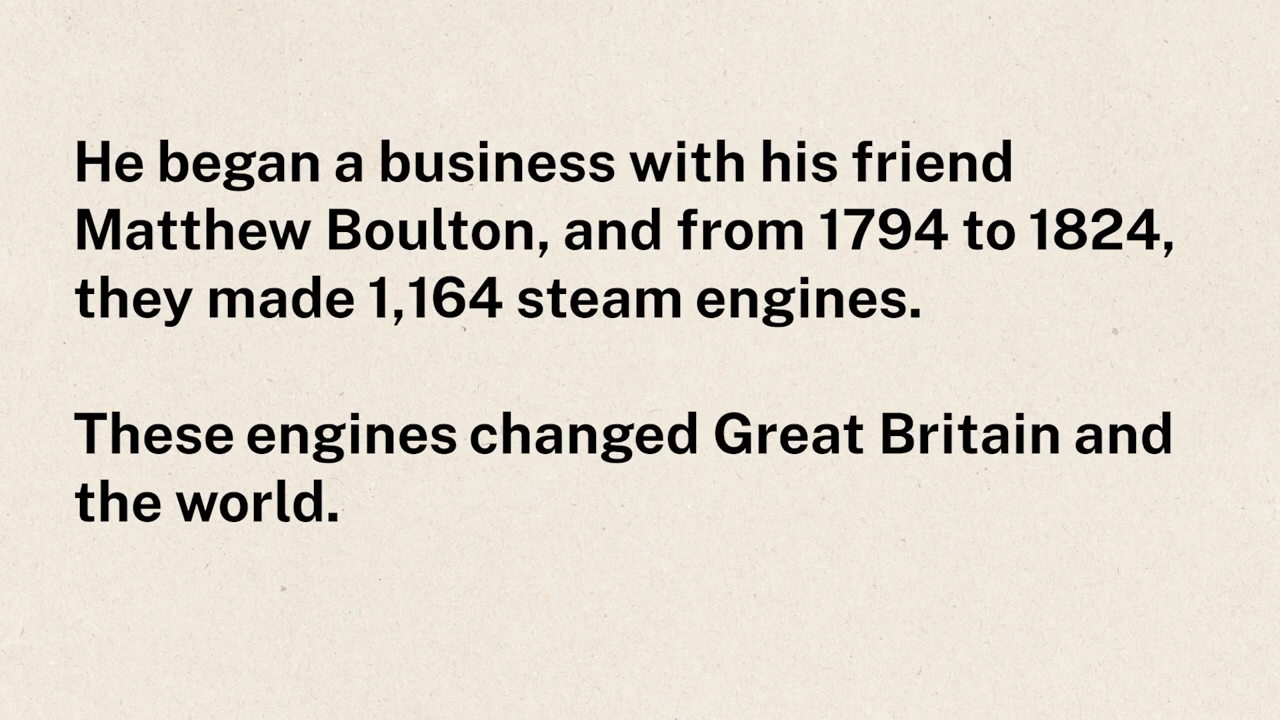 He began a business with his friend
Matthew Boulton, and from 1794 to 1824,
they made 1,164 steam engines.
These engines changed Great Britain and
the world.